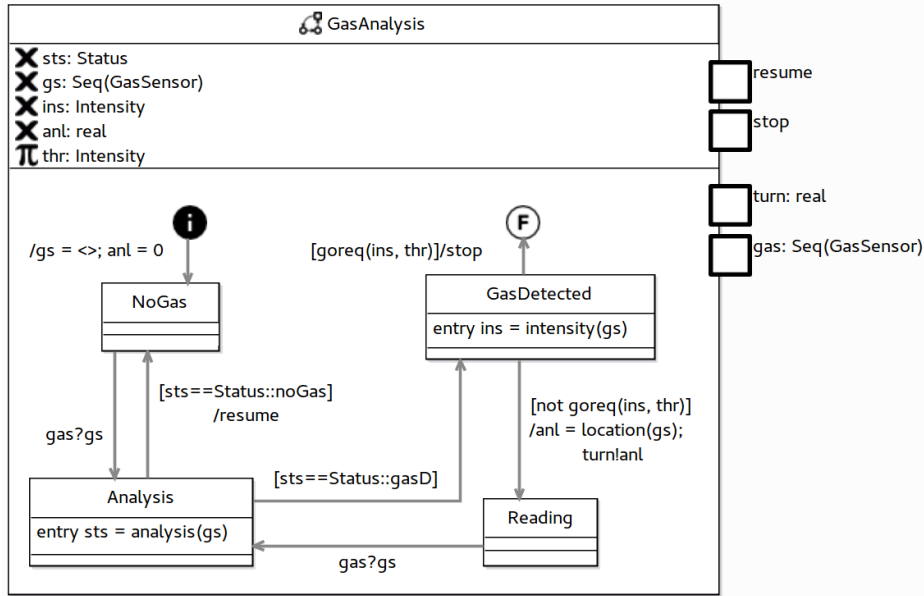 GasAnalysis
sts: Status
gs: Seq(GasSensor)
ins: Intensity
anl: real
π thr: Intensity
resume
stop
turn: real
gas: Seq(GasSensor)
i
F
/gs = <>; anl = 0
[goreq(ins, thr)]/stop
NoGas
GasDetected
entry ins = intensity(gs)
[sts==Status::noGas]
/resume
[not goreq(ins, thr)]
/anl = location(gs);
turn!anl
gas?gs
[sts==Status::gasD]
Analysis
entry sts = analysis(gs)
Reading
gas?gs